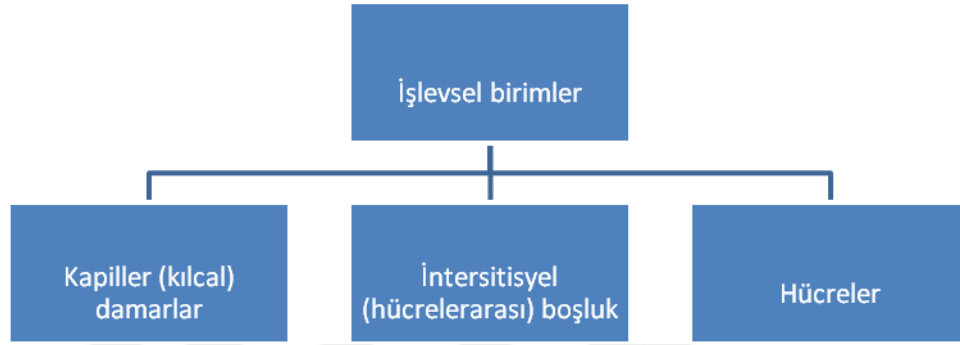 İşlevsel birimler
Kapiller (kılcal)
damarlar
İntersitisyel
(hücrelerarası) boşluk
Hücreler